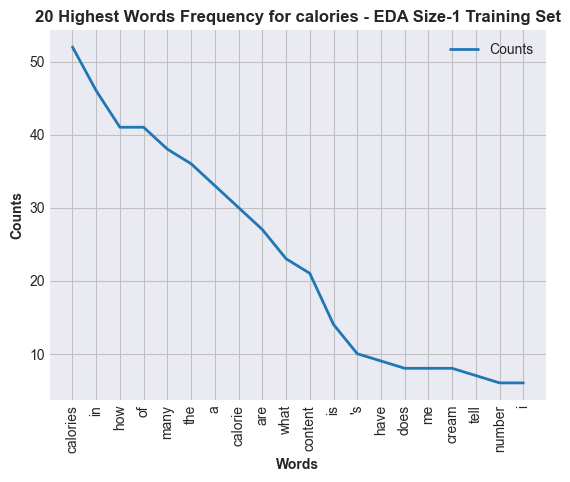 20 Highest Words Frequency for calories - EDA Size-1 Training Set
Counts
50
40
30
20
10
Counts
calories
in
how
of
many
the
a
calorie
are
what
content
is
's
have
does
me
cream
tell
number
i
Words